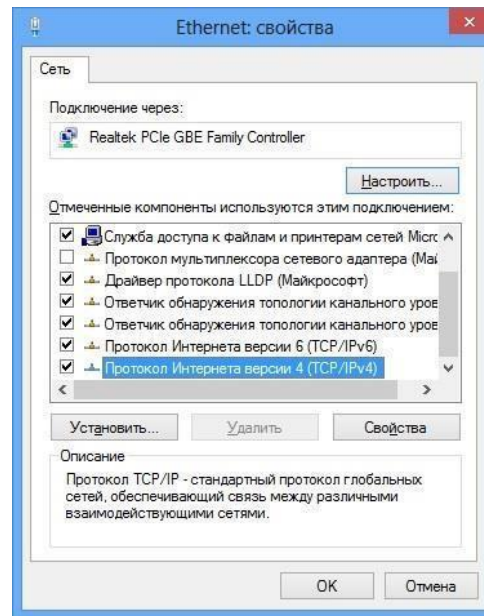 Ethernet: свойства
Сеть
Подключение через:
Realtek PCIe GBE Family Controller
Настроить...
Отмеченные компоненты используются этим подключением:
Служба доступа к файлам и принтерам сетей Micrc
Протокол мультиплексора сетевого адаптера (Май
Драйвер протокола LLDP (Майкрософт)
Ответчик обнаружения топологии канального уров
Ответчик обнаружения топологии канального уров
Протокол Интернета версии 6 (TCP/IPv6)
Протокол Интернета версии 4 (TCP/IPv4)
Установить...
Удалить
Свойства
Описание
Протокол TCP/IP - стандартный протокол глобальных
сетей, обеспечивающий связь между различными
взаимодействующими сетями.
OK
Отмена